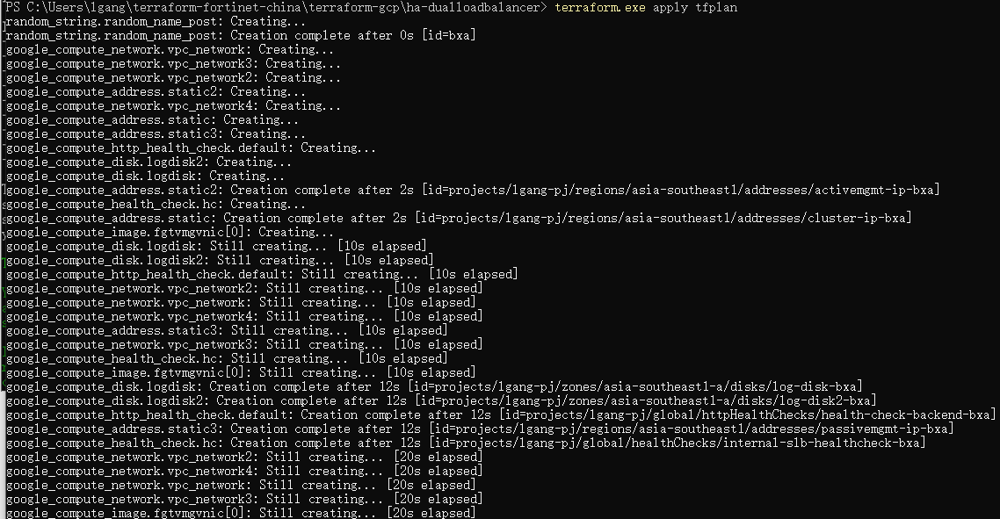 PS C:\Users\lgang\terraform-fortinet-china\terraform-gcp\ha-dualloadbalancer> terraform.exe apply tfplan
random_string.random_name_post: Creating...
random_string.random_name_post: Creation complete after 0s [id=bxa]
google_compute_network.vpc_network: Creating...
google_compute_network.vpc_network3: Creating...
google_compute_network.vpc_network2: Creating...
google_compute_address.static2: Creating...
google_compute_network.vpc_network4: Creating...
google_compute_address.static: Creating...
google_compute_address.static3: Creating...
google_compute_http_health_check.default: Creating...
google_compute_disk.logdisk2: Creating...
google_compute_disk.logdisk: Creating...
google_compute_address.static2: Creation complete after 2s [id=projects/lgang-pj/regions/asia-southeast1/addresses/activemgmt-ip-bxa]
google_compute_health_check.hc: Creating...
google_compute_address.static: Creation complete after 2s [id=projects/lgang-pj/regions/asia-southeast1/addresses/cluster-ip-bxa]
google_compute_image.fgtvmgvnic[0]: Creating...
google_compute_disk.logdisk: Still creating... [10s elapsed]
google_compute_disk.logdisk2: Still creating... [10s elapsed]
google_compute_http_health_check.default: Still creating... [10s elapsed]
google_compute_network.vpc_network2: Still creating... [10s elapsed]
google_compute_network.vpc_network: Still creating... [10s elapsed]
google_compute_network.vpc_network4: Still creating... [10s elapsed]
google_compute_address.static3: Still creating... [10s elapsed]
google_compute_network.vpc_network3: Still creating... [10s elapsed]
google_compute_health_check.hc: Still creating... [10s elapsed]
google_compute_image.fgtvmgvnic[0]: Still creating... [10s elapsed]
google_compute_disk.logdisk: Creation complete after 12s [id=projects/lgang-pj/zones/asia-southeast1-a/disks/log-disk-bxa]
google_compute_disk.logdisk2: Creation complete after 12s [id=projects/lgang-pj/zones/asia-southeast1-a/disks/log-disk2-bxa]
google_compute_http_health_check.default: Creation complete after 12s [id=projects/lgang-pj/global/httpHealthChecks/health-check-backend-bxa]
google_compute_address.static3: Creation complete after 12s [id=projects/lgang-pj/regions/asia-southeast1/addresses/passivemgmt-ip-bxa]
google_compute_health_check.hc: Creation complete after 12s [id=projects/lgang-pj/global/healthChecks/internal-slb-healthcheck-bxa]
google_compute_network.vpc_network2: Still creating... [20s elapsed]
google_compute_network.vpc_network4: Still creating... [20s elapsed]
google_compute_network.vpc_network: Still creating... [20s elapsed]
google_compute_network.vpc_network3: Still creating... [20s elapsed]
google_compute_image.fgtvmgvnic[0]: Still creating... [20s elapsed]